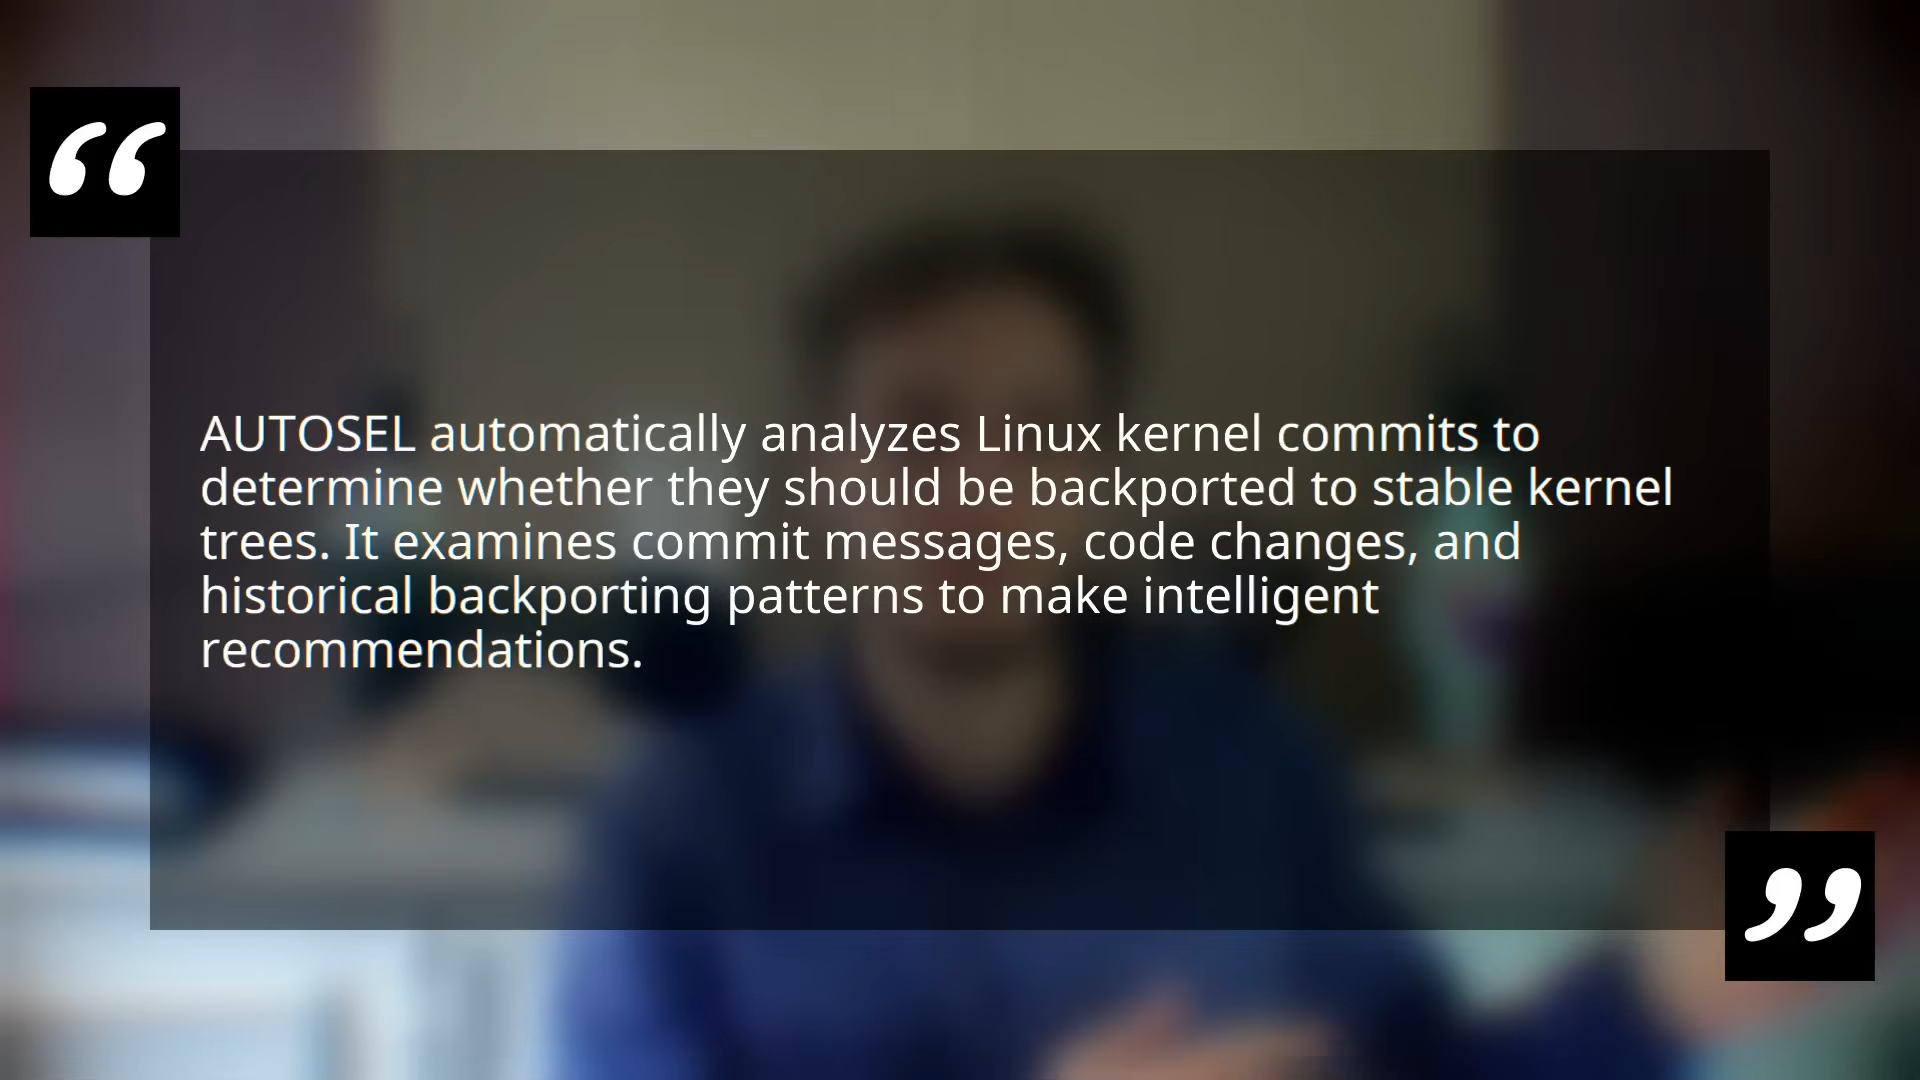 “
AUTOSEL automatically analyzes Linux kernel commits to
determine whether they should be backported to stable kernel
trees. It examines commit messages, code changes, and
historical backporting patterns to make intelligent
recommendations.
”